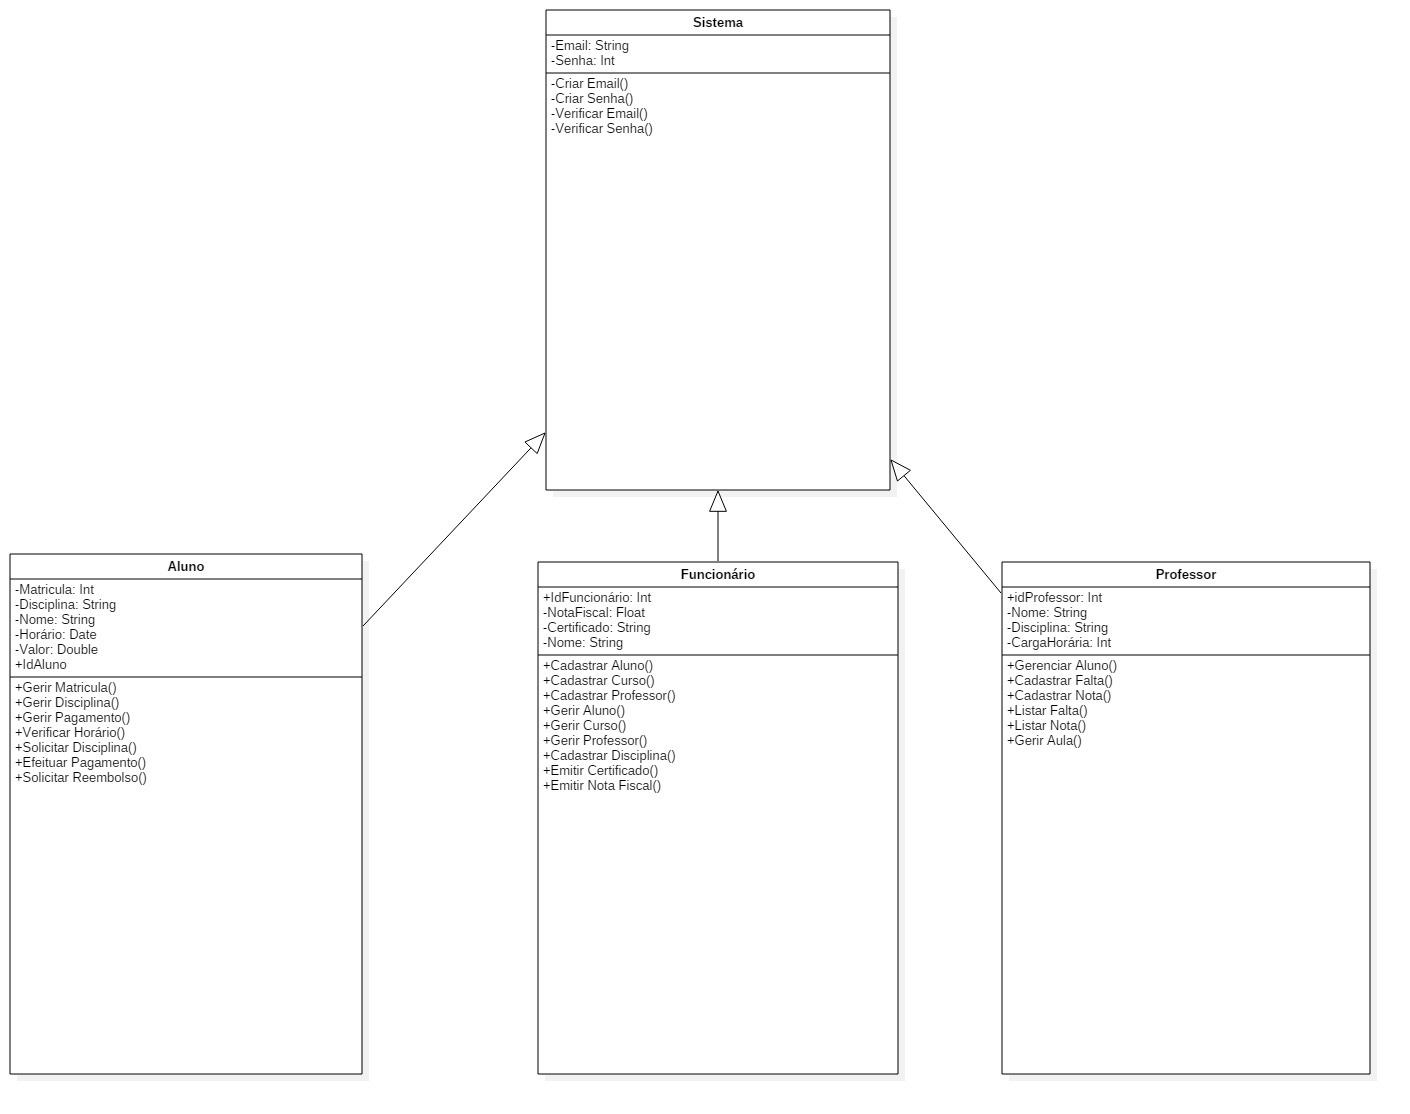 Sistema
-Email: String
-Senha: Int
-Criar Email()
-Criar Senha()
-Verificar Email()
-Verificar Senha()
Aluno
-Matricula: Int
-Disciplina: String
-Nome: String
-Horário: Date
-Valor: Double
+IdAluno
+Gerir Matricula()
+Gerir Disciplina()
+Gerir Pagamento()
+Verificar Horário()
+Solicitar Disciplina()
+Efeituar Pagamento()
+Solicitar Reembolso()
Funcionário
+IdFuncionário: Int
-NotaFiscal: Float
-Certificado: String
-Nome: String
+Cadastrar Aluno()
+Cadastrar Curso()
+Cadastrar Professor()
+Gerir Aluno()
+Gerir Curso()
+Gerir Professor()
+Cadastrar Disciplina()
+Emitir Certificado()
+Emitir Nota Fiscal()
Professor
+idProfessor: Int
-Nome: String
-Disciplina: String
-CargaHorária: Int
+Gerenciar Aluno()
+Cadastrar Falta()
+Cadastrar Nota()
+Listar Falta()
+Listar Nota()
+Gerir Aula()